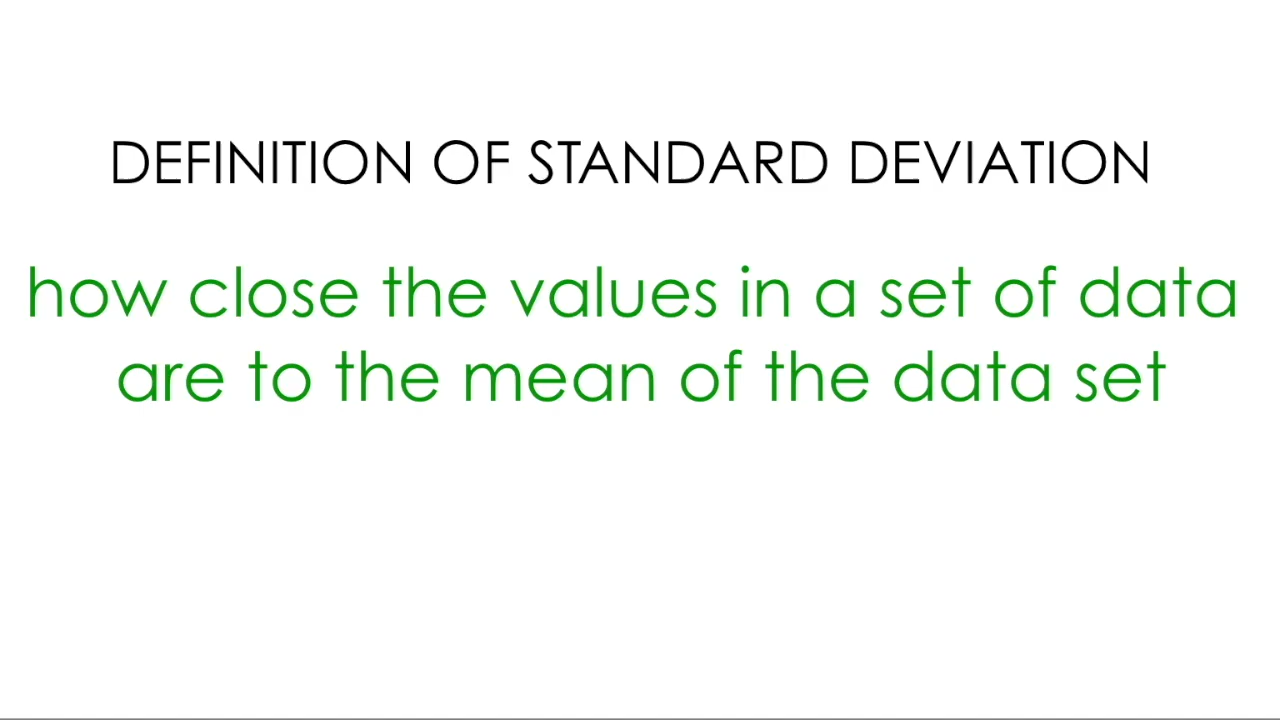 DEFINITION OF STANDARD DEVIATION
how close the values in a set of data
are to the mean of the data set